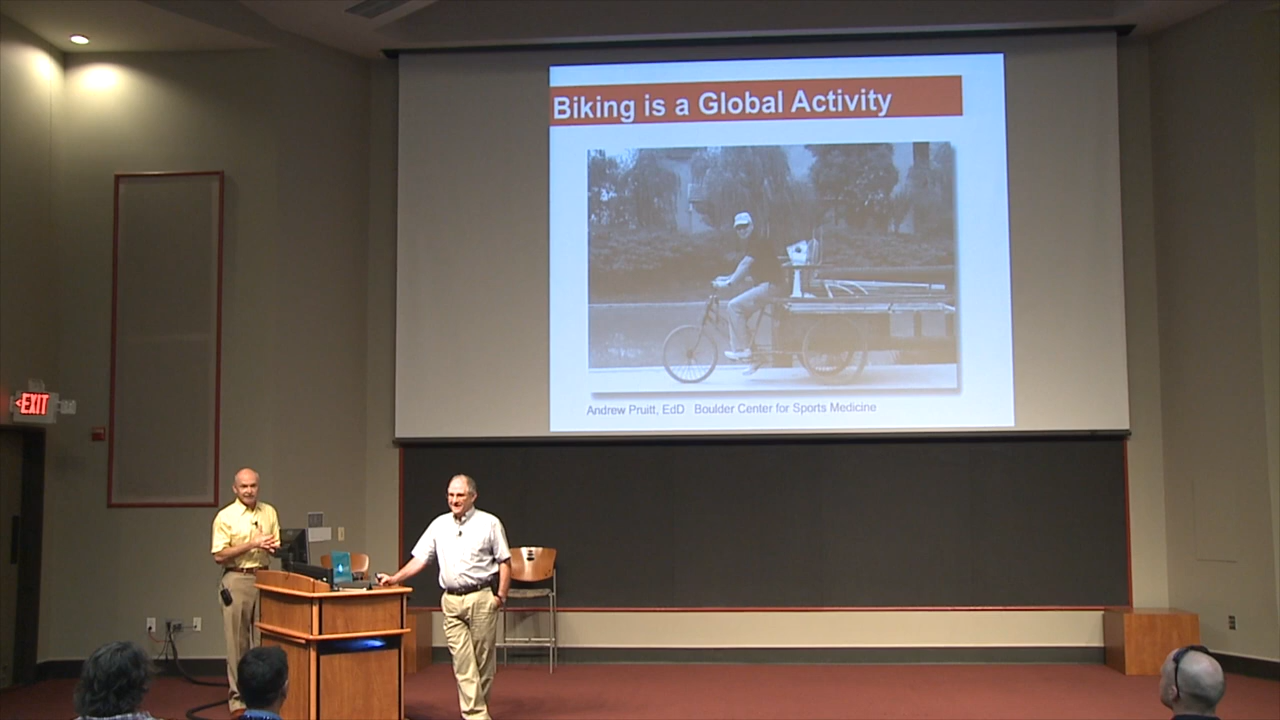 Biking is a Global Activity
Andrew Pruitt, EdD Boulder Center for Sports Medicine
EXIT